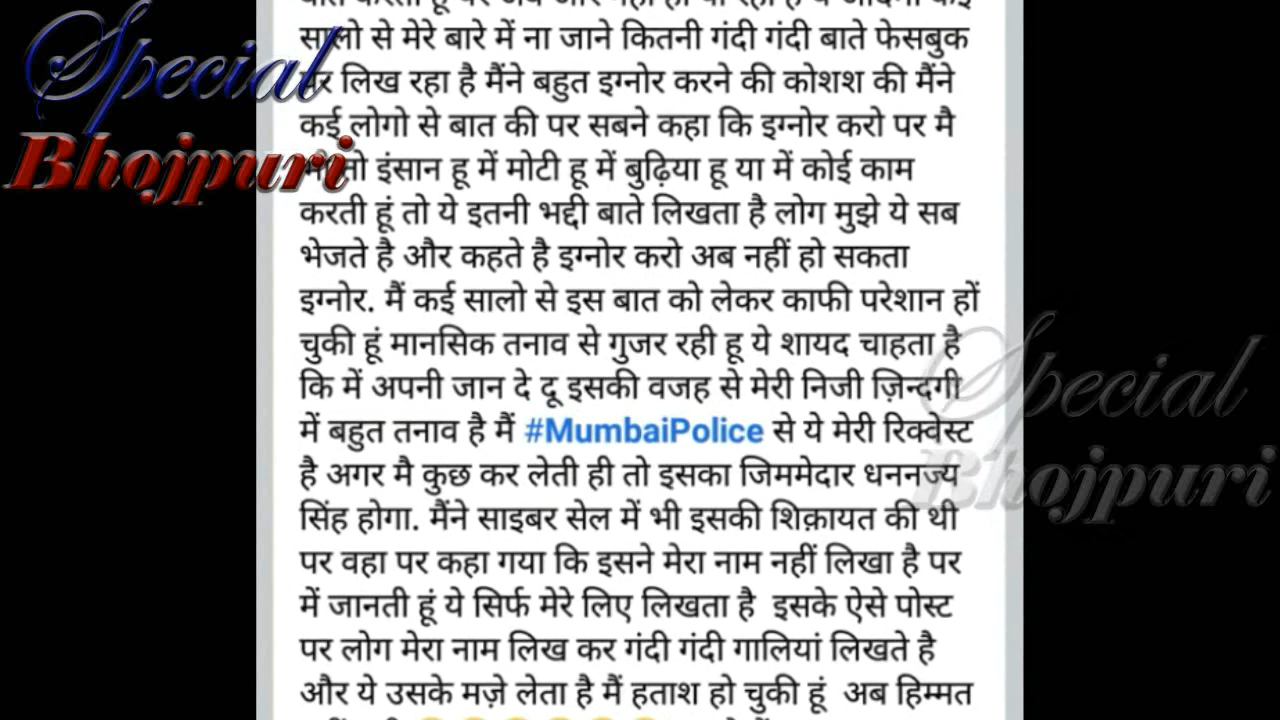 सालो से मेरे बारे में ना जाने कितनी गंदी गंदी बाते फेसबुक
पर लिख रहा है मैंने बहुत इग्नोर करने की कोशश की मैंने
कई लोगो से बात की पर सबने कहा कि इग्नोर करो पर मै
तो इंसान हू में मोटी हू में बुढ़िया हू या में कोई काम
करती हूं तो ये इतनी भद्दी बाते लिखता है लोग मुझे ये सब
भेजते है और कहते है इग्नोर करो अब नहीं हो सकता
इग्नोर. मैं कई सालो से इस बात को लेकर काफी परेशान हों
चुकी हूं मानसिक तनाव से गुजर रही हू ये शायद चाहता है
कि में अपनी जान दे दू इसकी वजह से मेरी निजी ज़िन्दगी
में बहुत तनाव है मैं #MumbaiPolice से ये मेरी रिक्वेस्ट
है अगर मै कुछ कर लेती ही तो इसका जिममेदार धननज्य
सिंह होगा. मैंने साइबर सेल में भी इसकी शिक़ायत की थी
पर वहा पर कहा गया कि इसने मेरा नाम नहीं लिखा है पर
में जानती हूं ये सिर्फ मेरे लिए लिखता है इसके ऐसे पोस्ट
पर लोग मेरा नाम लिख कर गंदी गंदी गालियां लिखते है
और ये उसके मज़े लेता है मैं हताश हो चुकी हूं अब हिम्मत
Special
Bhojpuri
Special
Bhojpuri